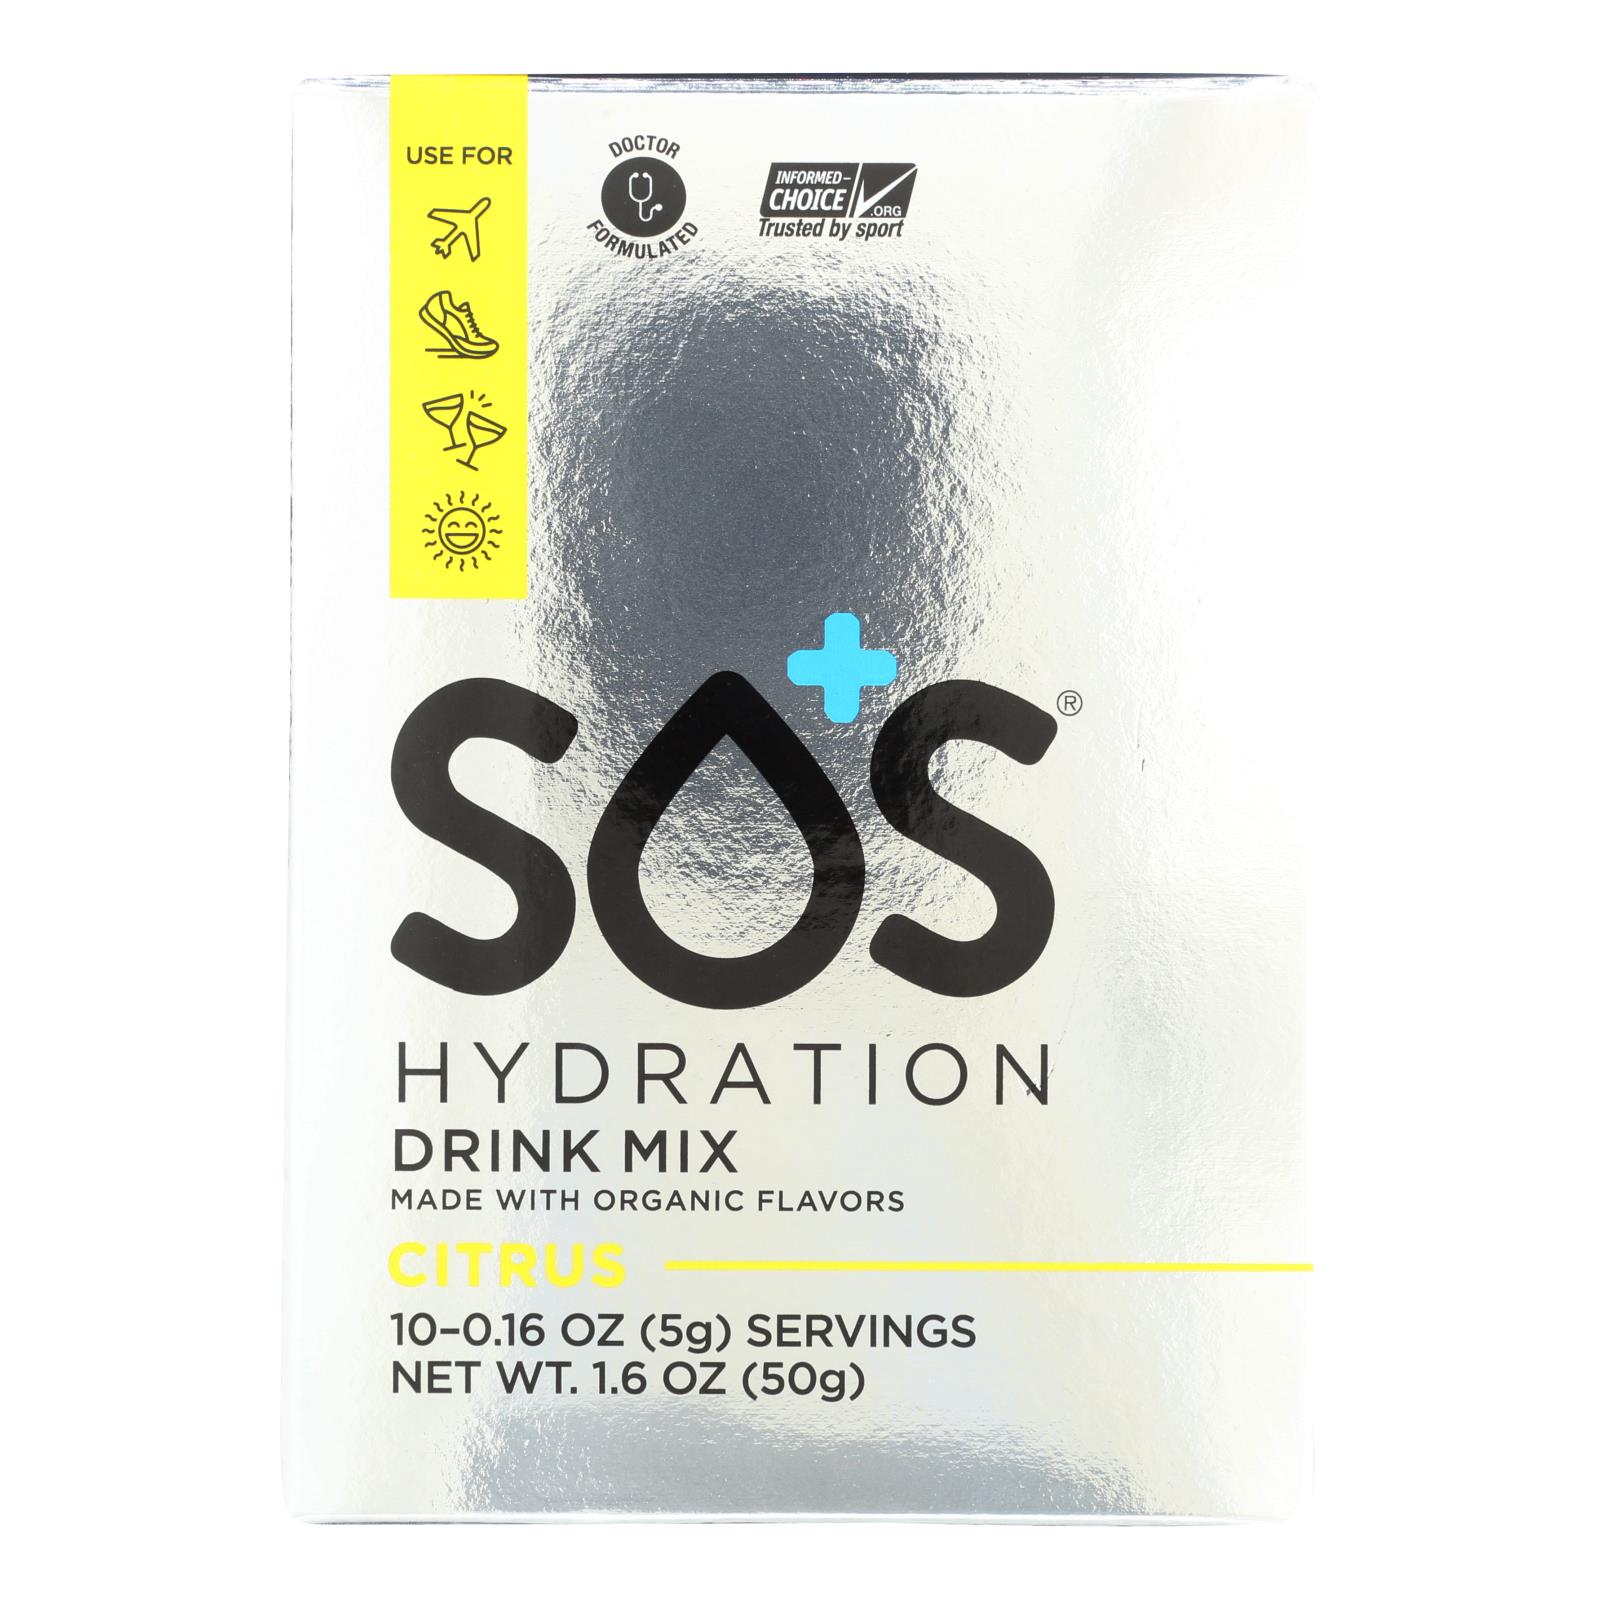 USE FOR
DOCTOR
FORMULATED
INFORMED-
CHOICE
.ORG
Trusted by sport
SOS®
HYDRATION
DRINK MIX
MADE WITH ORGANIC FLAVORS
CITRUS
10-0.16 OZ (5g) SERVINGS
NET WT. 1.6 OZ (50g)